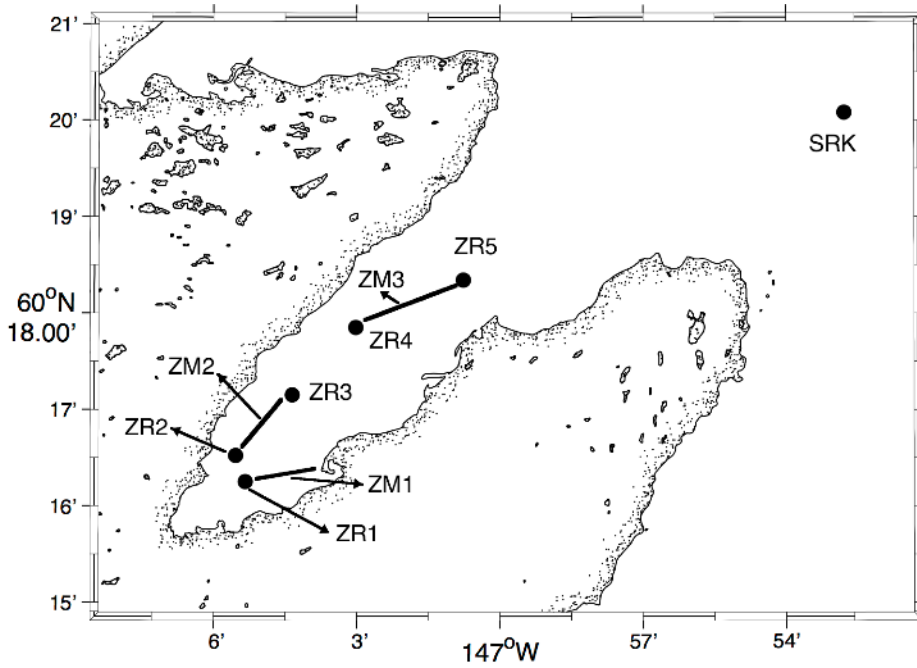 21'
20'
SRK
19'
ZR5
ZM3
60°N
18.00'
ZR4
ZM2
ZR3
17'
ZR2
16'
ZM1
ZR1
15'
6'
3'
147°W
57'
54'